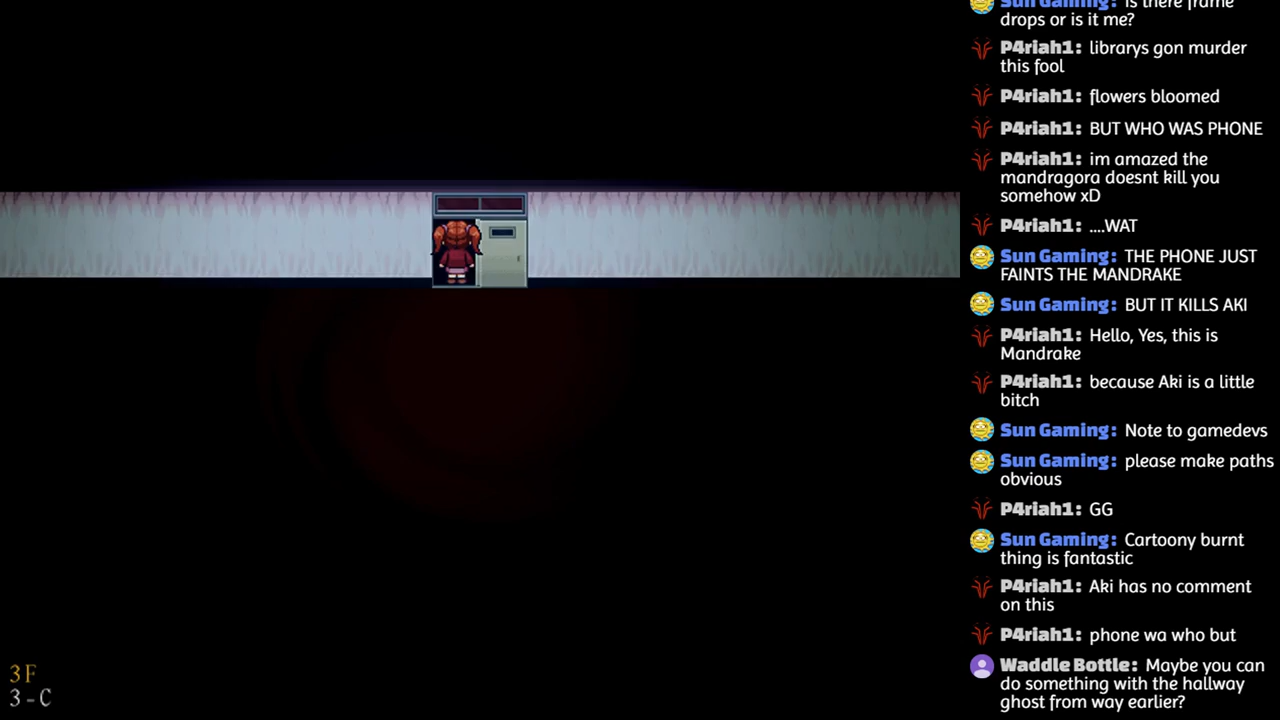 Sun Gaming: Is there frame
drops or is it me?
P4riah1: librarys gon murder
this fool
P4riah1: flowers bloomed
P4riah1: BUT WHO WAS PHONE
P4riah1: im amazed the
mandragora doesnt kill you
somehow xD
P4riah1: ....WAT
Sun Gaming: THE PHONE JUST
FAINTS THE MANDRAKE
Sun Gaming: BUT IT KILLS AKI
P4riah1: Hello, Yes, this is
Mandrake
P4riah1: because Aki is a little
bitch
Sun Gaming: Note to gamedevs
Sun Gaming: please make paths
obvious
P4riah1: GG
Sun Gaming: Cartoony burnt
thing is fantastic
P4riah1: Aki has no comment
on this
P4riah1: phone wa who but
Waddle Bottle: Maybe you can
do something with the hallway
ghost from way earlier?
3F
3-C